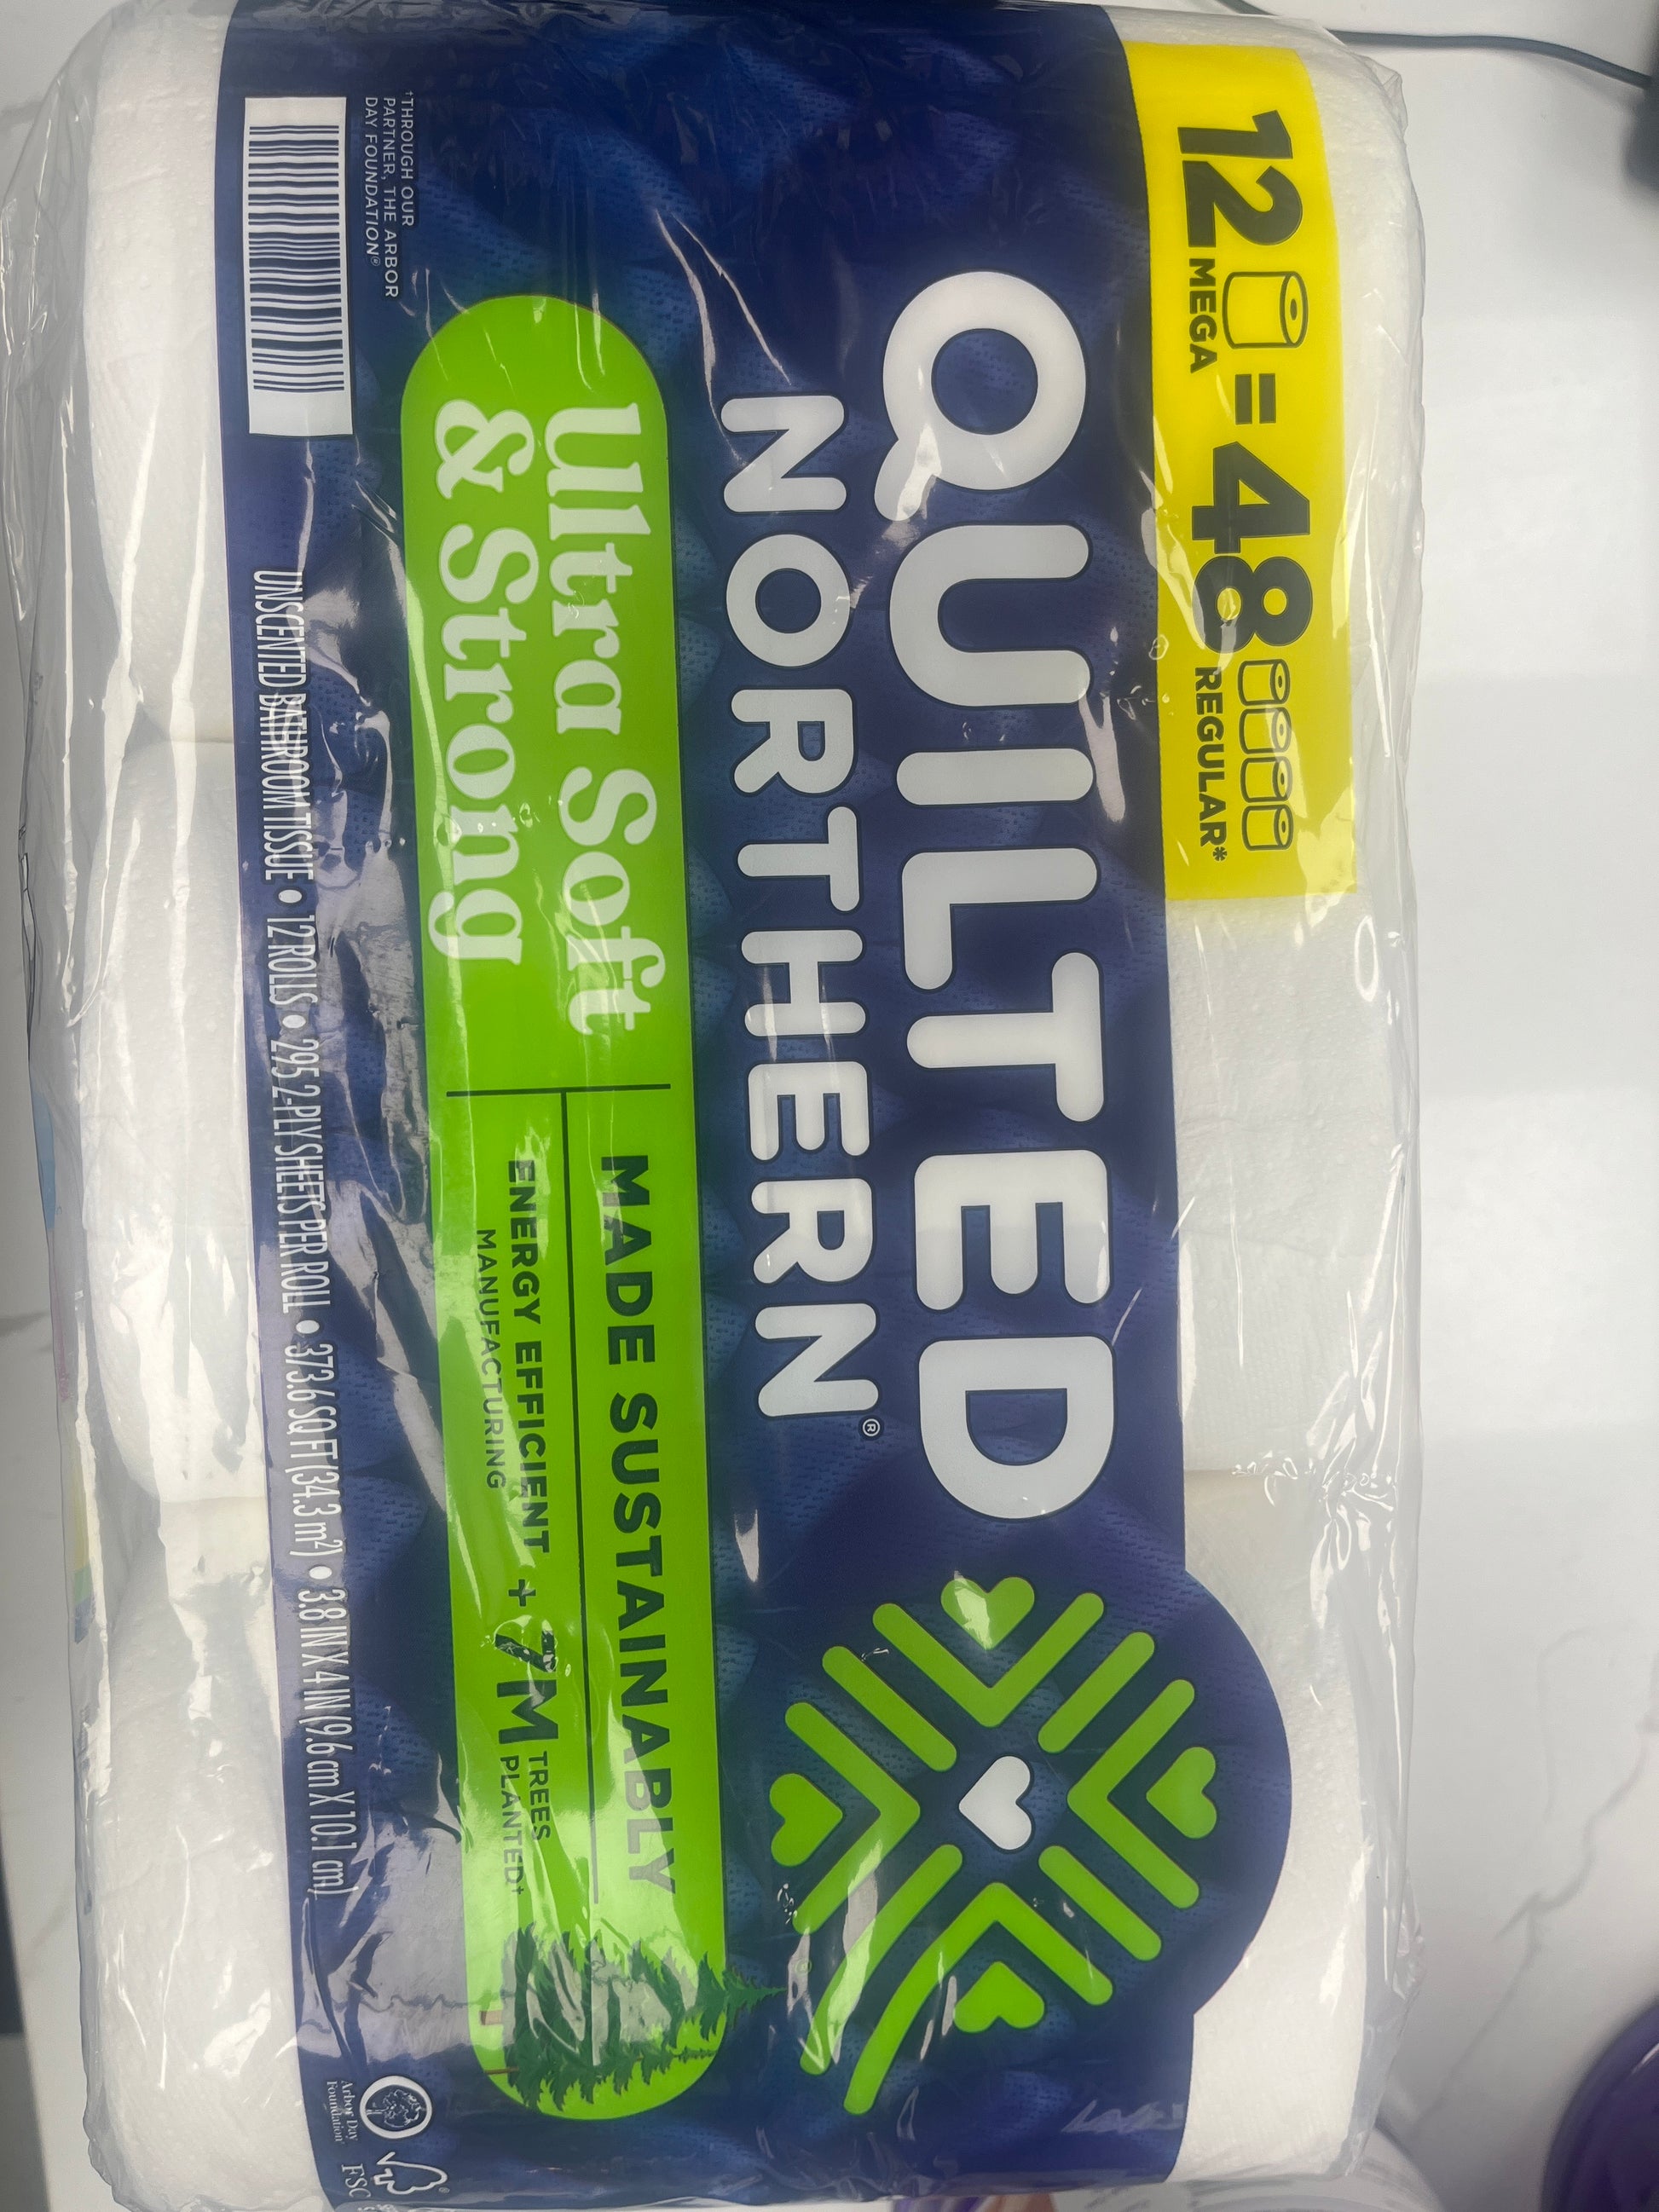 12 MEGA = 48 REGULAR*
QUILTED
NORTHERN®
Ultra Soft
& Strong
MADE SUSTAINABLY
ENERGY EFFICIENT
MANUFACTURING
+ 7M TREES
PLANTED†
†THROUGH OUR
PARTNER, THE ARBOR
DAY FOUNDATION®
UNSCENTED BATHROOM TISSUE • 12 ROLLS • 295 2-PLY SHEETS PER ROLL • 373.6 SQ FT (34.3 m²) • 3.8 IN X 4 IN (9.6 cm X 10.1 cm)
Arbor Day
Foundation
FSC